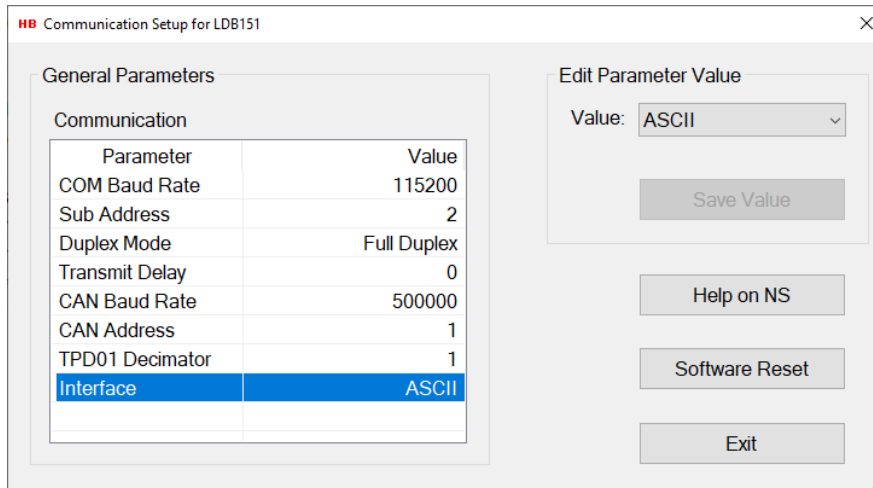 HB Communication Setup for LDB151
General Parameters
Communication
Parameter Value
COM Baud Rate 115200
Sub Address 2
Duplex Mode Full Duplex
Transmit Delay 0
CAN Baud Rate 500000
CAN Address 1
TPD01 Decimator 1
Interface ASCII
Edit Parameter Value
Value: ASCII
Save Value
Help on NS
Software Reset
Exit